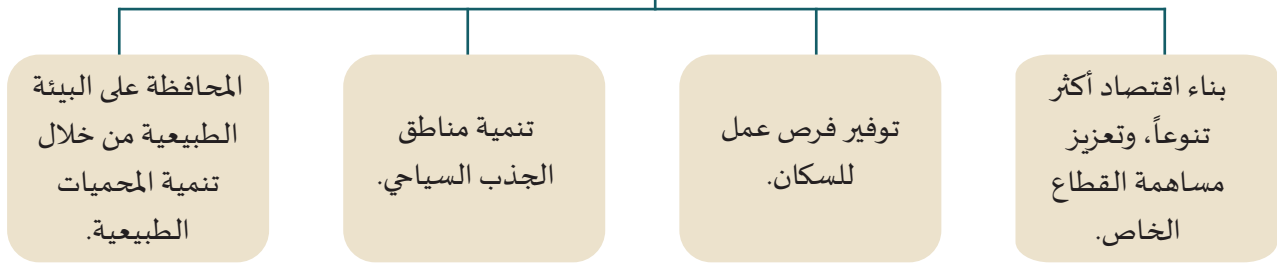 بناء اقتصاد أكثر
تنوعاً، وتعزيز
مساهمة القطاع
الخاص.
توفير فرص عمل
للسكان.
تنمية مناطق
الجذب السياحي.
المحافظة على البيئة
الطبيعية من خلال
تنمية المحميات
الطبيعية.